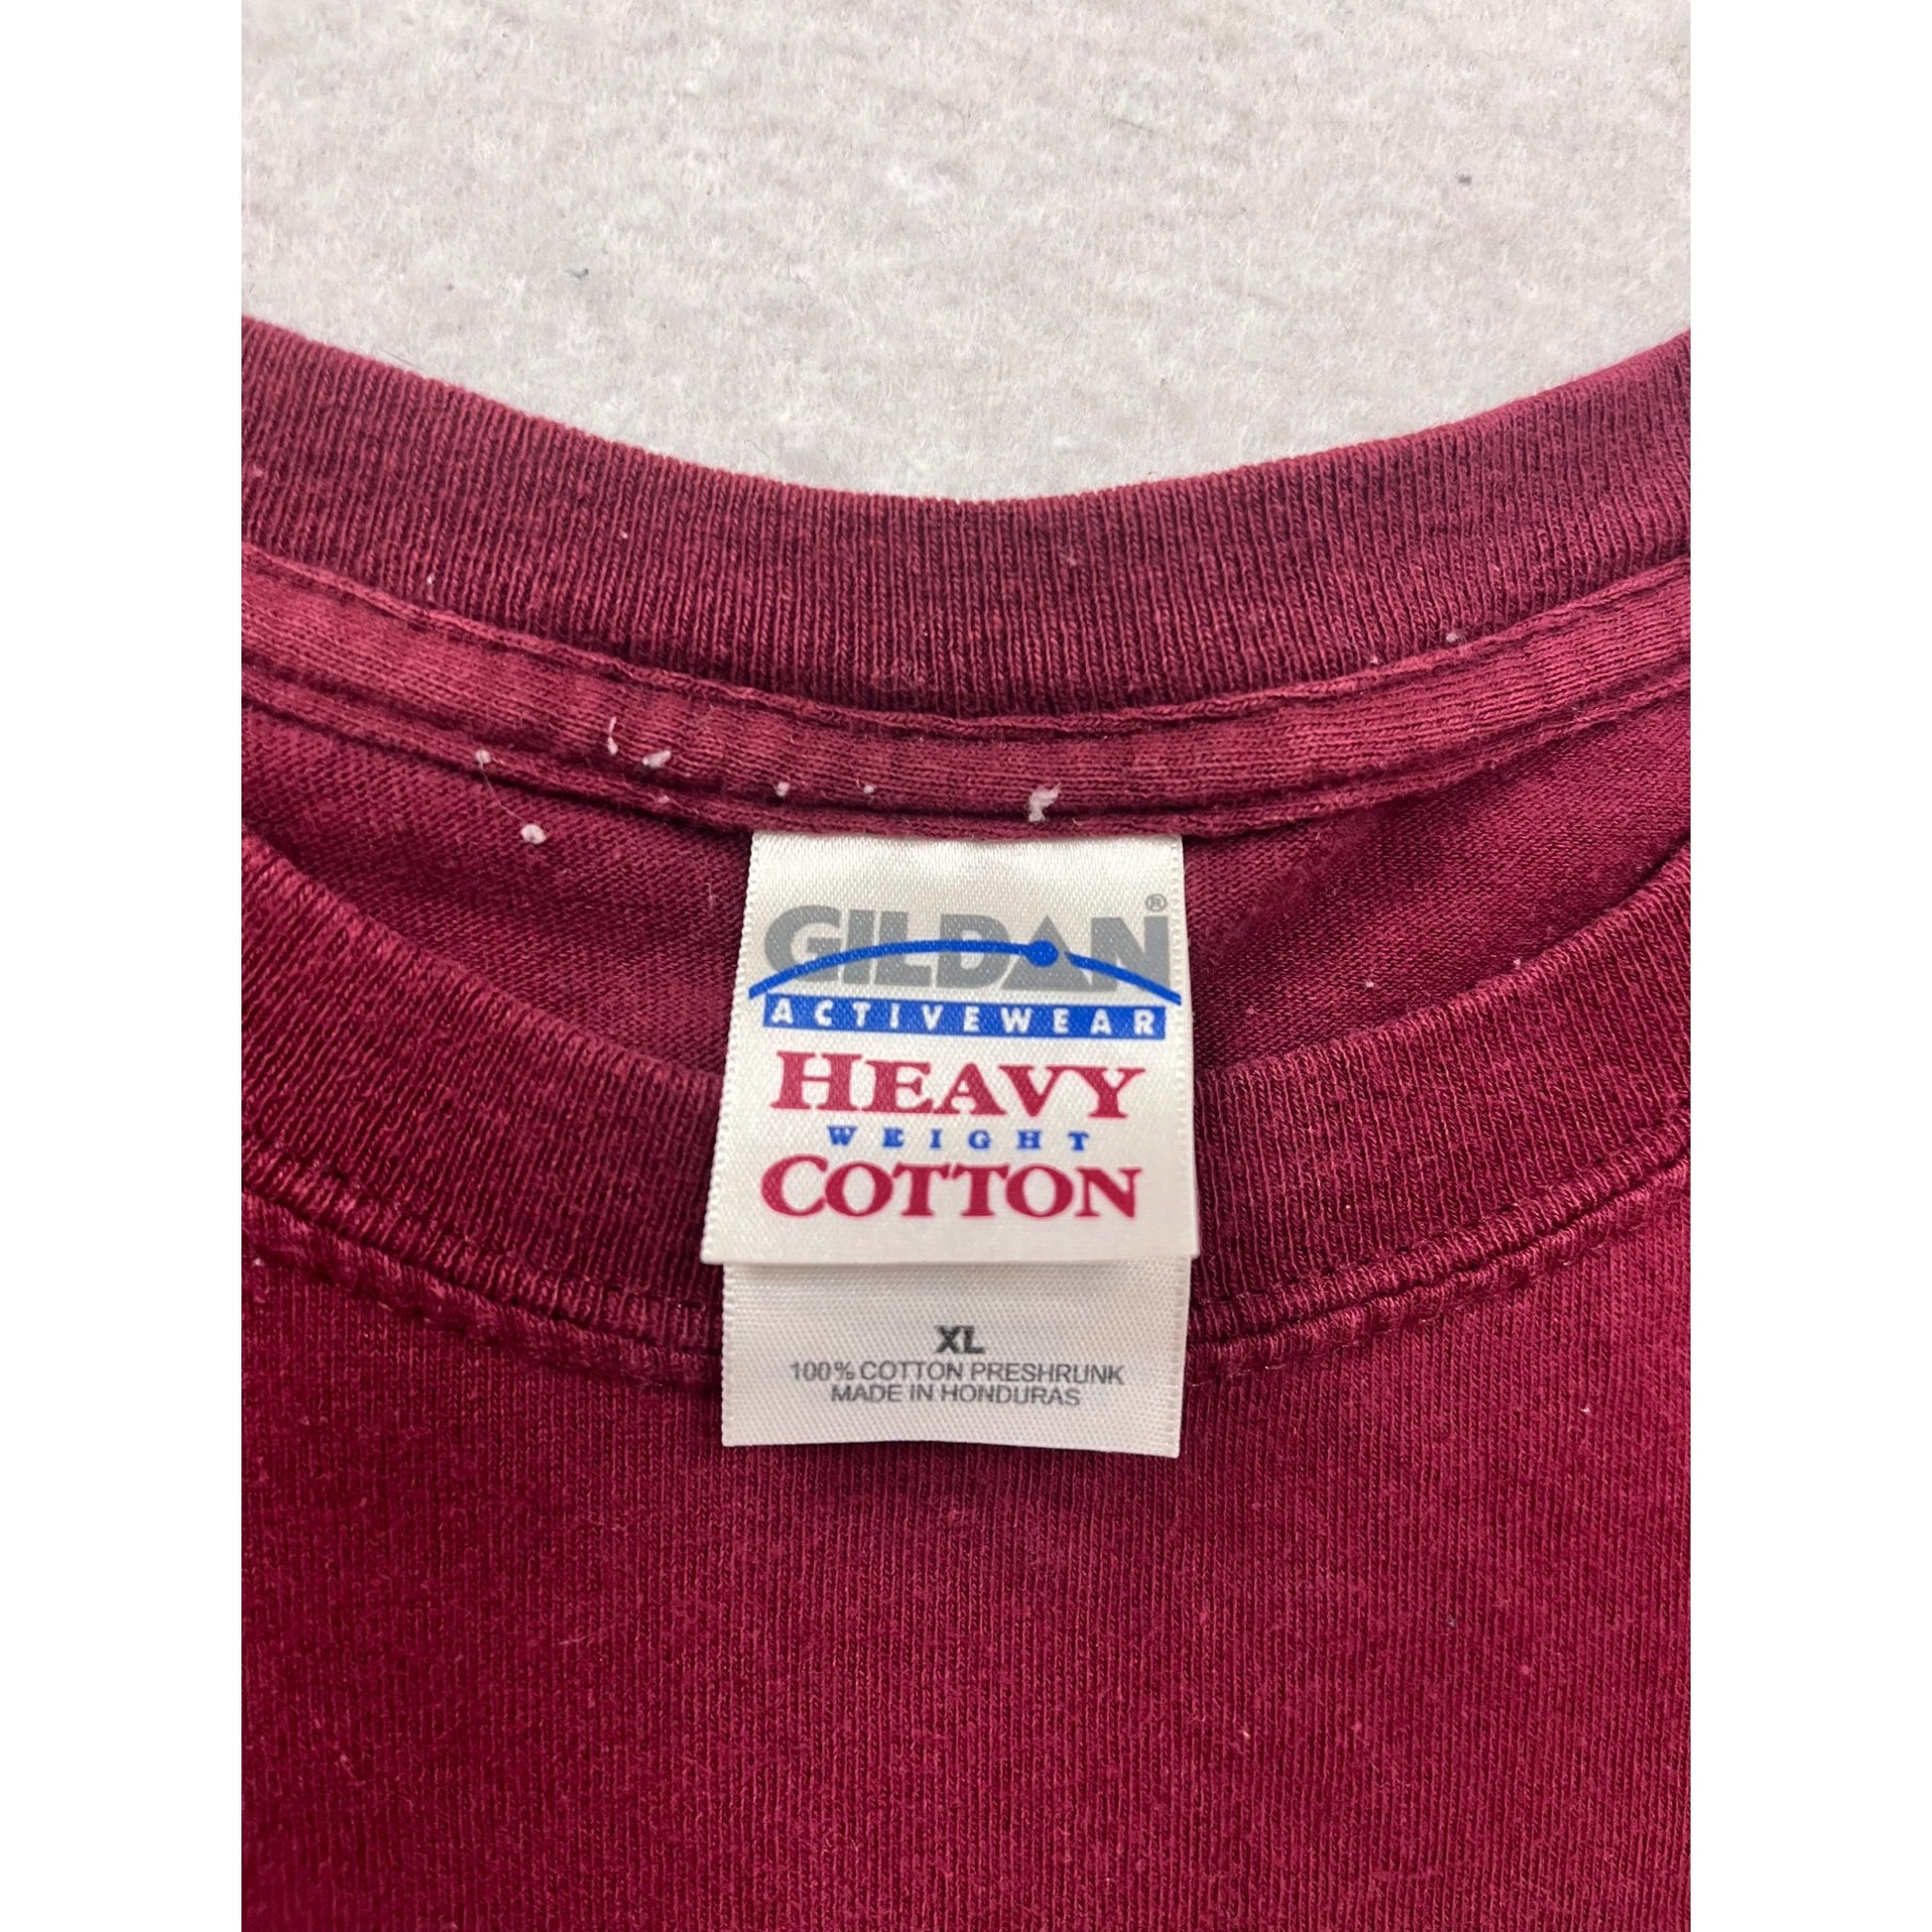 GILDAN®
ACTIVEWEAR
HEAVY
WEIGHT
COTTON
XL
100% COTTON PRESHRUNK
MADE IN HONDURAS